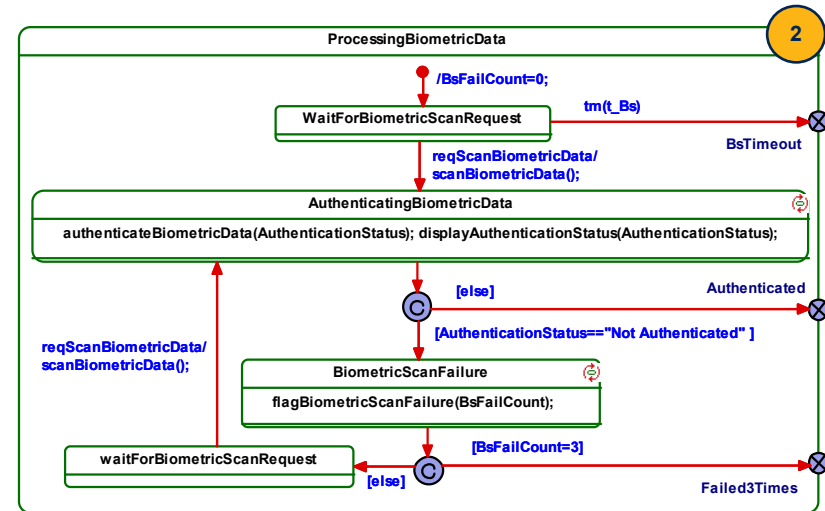 2
ProcessingBiometricData
/BsFailCount=0;
tm(t_Bs)
WaitForBiometricScanRequest
BsTimeout
reqScanBiometricData/
scanBiometricData();
AuthenticatingBiometricData
authenticateBiometricData(AuthenticationStatus); displayAuthenticationStatus(AuthenticationStatus);
[else]
Authenticated
C
[AuthenticationStatus=="Not Authenticated" ]
reqScanBiometricData/
scanBiometricData();
BiometricScanFailure
flagBiometricScanFailure(BsFailCount);
[BsFailCount=3]
waitForBiometricScanRequest
C
[else]
Failed3Times